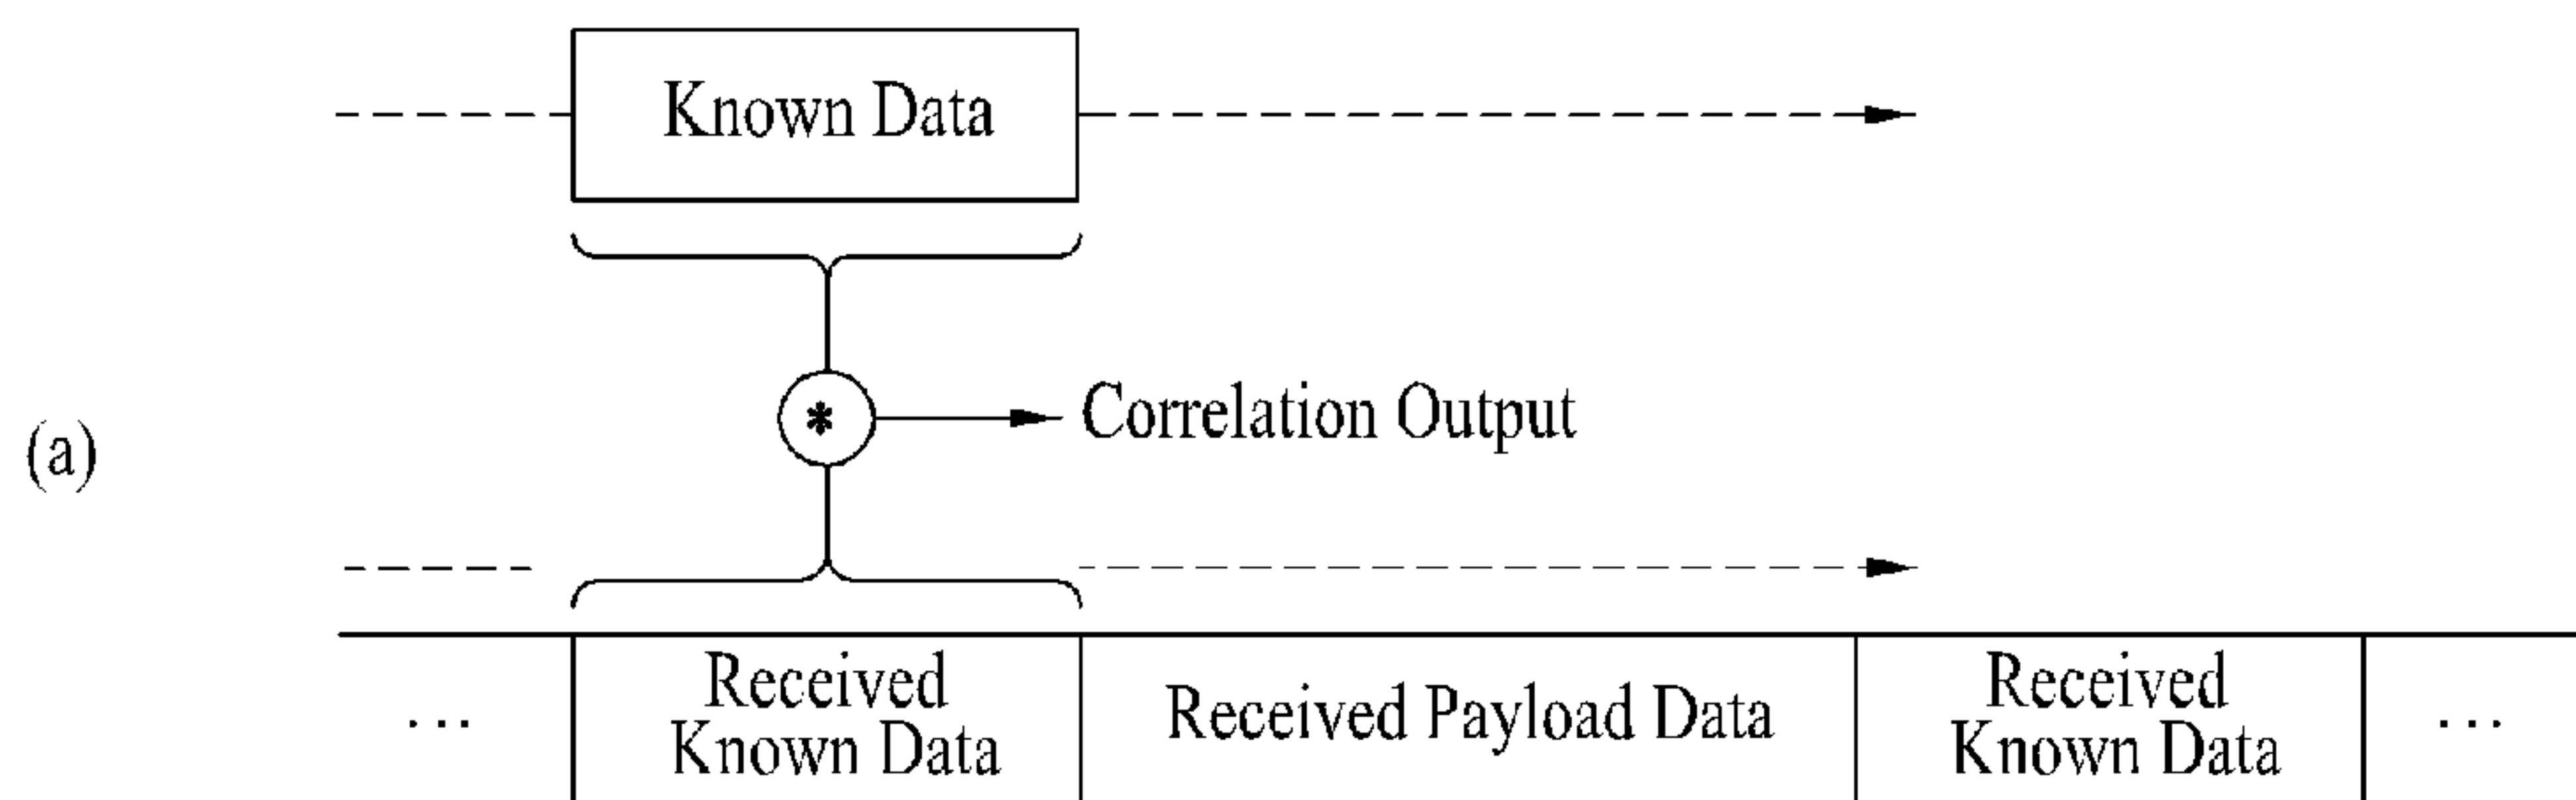 Known Data
*
Correlation Output
(a)
... Received Known Data Received Payload Data Received Known Data ...